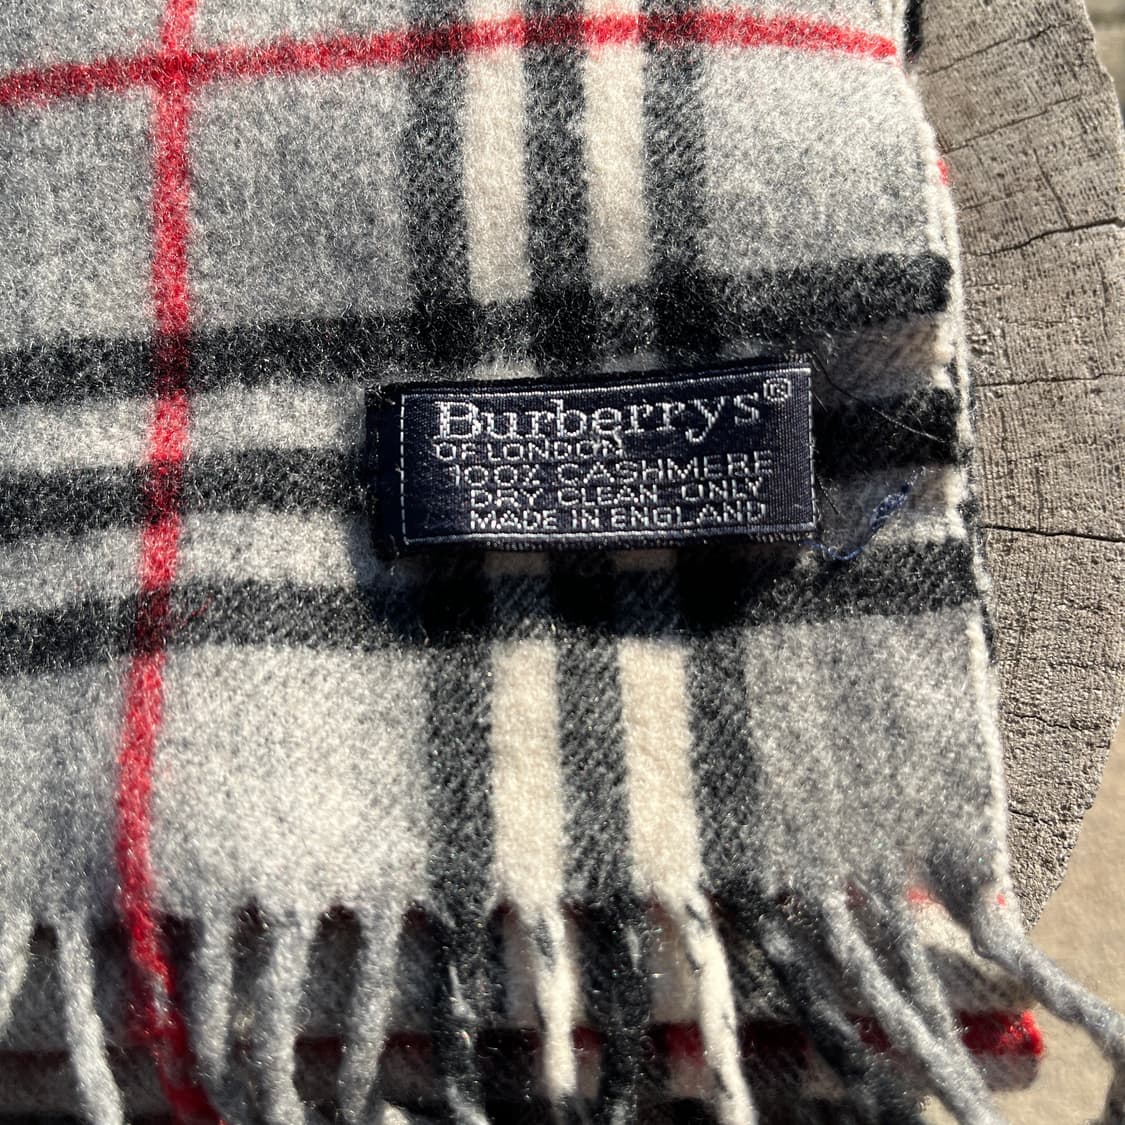 Burberrys®
OF LONDON
100% CASHMERE
DRY CLEAN ONLY
MADE IN ENGLAND